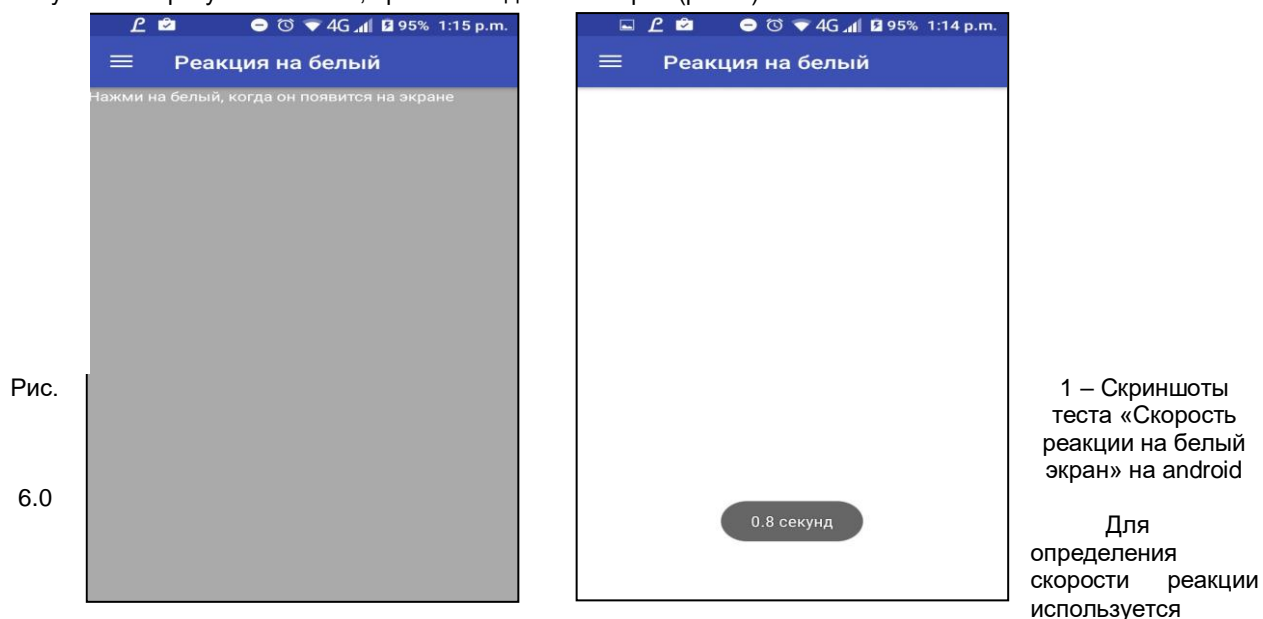 4G 95% 1:15 p.m.
Реакция на белый
Нажми на белый, когда он появится на экране
4G 95% 1:14 p.m.
Реакция на белый
0.8 секунд
Рис. 1 – Скриншоты
теста «Скорость
реакции на белый
6.0 экран» на android
Для
определения
скорости реакции
используется